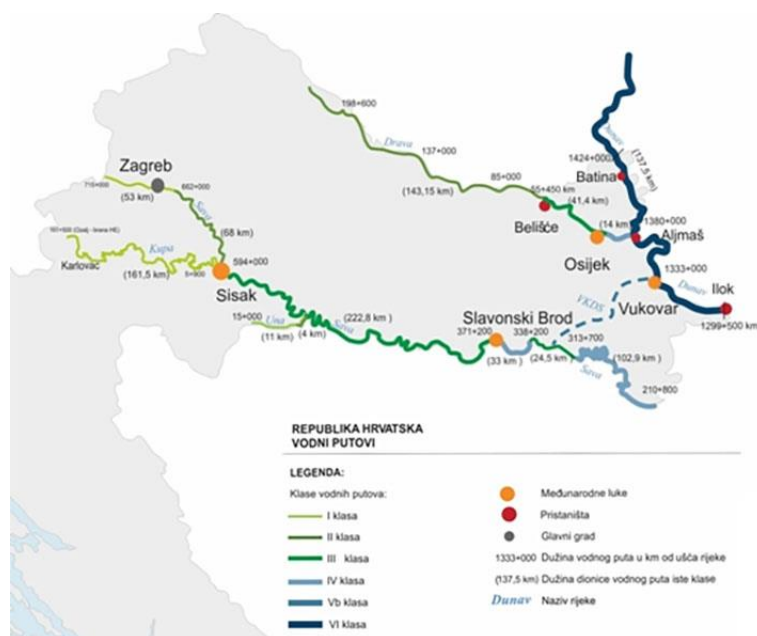 198+600
Drava
137+000
(143,15 km)
85+000
55+450 km
Belišće
(41,4 km)
(14 km)
Osijek
Dunav
1424+000
(137,5 km)
Batina
1380+000
Aljmaš
1333+000
Dunav
Ilok
Vukovar
1299+500 km
VKDS
Zagreb
715+000
(53 km)
662+000
Sava
(68 km)
Karlovac
Kupa
(161,5 km)
5+900
594+000
Sisak
15+000
Una
(11 km)
(4 km)
Sava
(222,8 km )
Slavonski Brod
371+200
338+200
(33 km)
(24,5 km)
313+700
(102,9 km )
Sava
210+800
REPUBLIKA HRVATSKA
VODNI PUTOVI
LEGENDA:
Klase vodnih putova:
I klasa
II klasa
III klasa
IV klasa
Vb klasa
VI klasa
Međunarodne luke
Pristaništa
Glavni grad
1333+000 Dužina vodnog puta u km od ušća rijeke
(137,5 km) Dužina dionice vodnog puta iste klase
Dunav Naziv rijeke